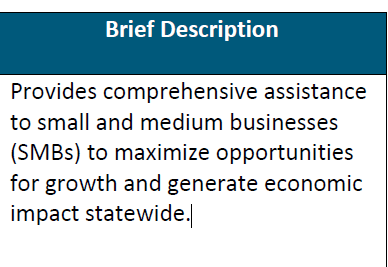 Brief Description
Provides comprehensive assistance
to small and medium businesses
(SMBs) to maximize opportunities
for growth and generate economic
impact statewide.